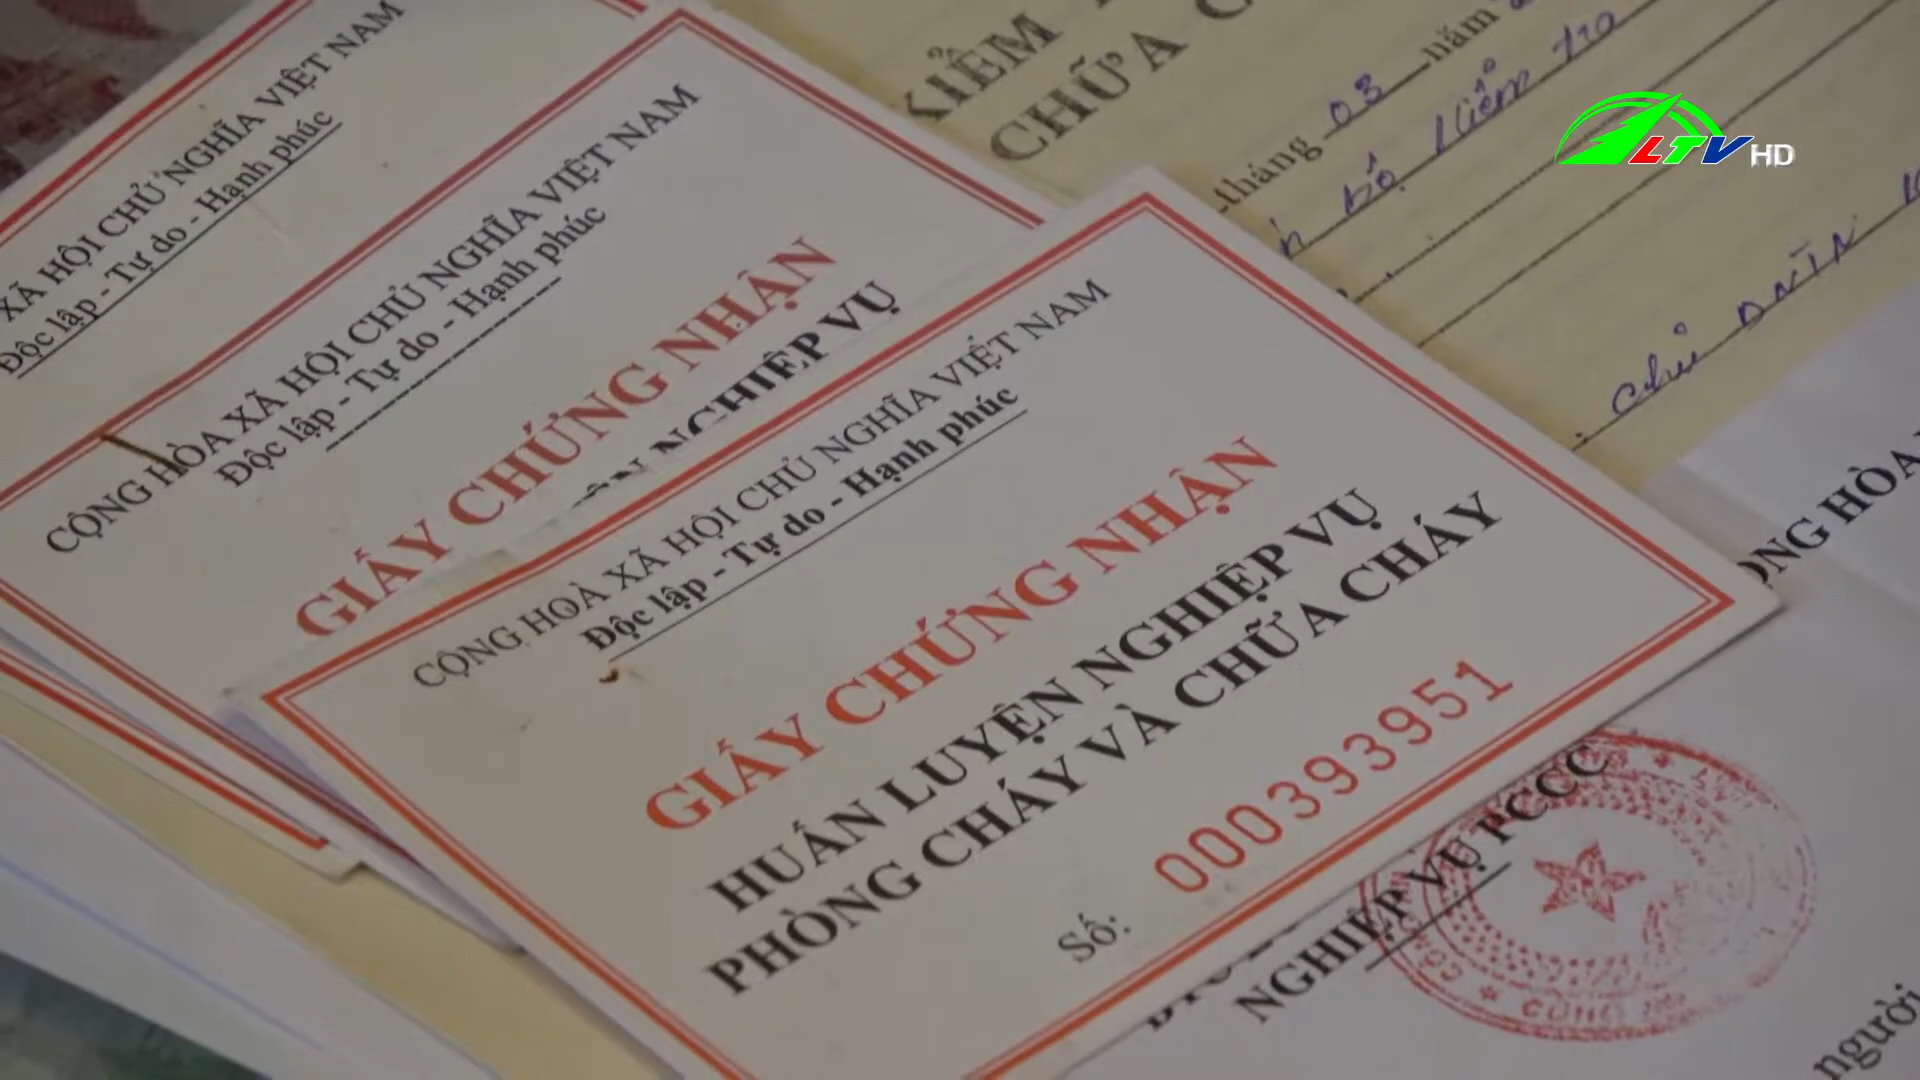 XÃ HỘI CHỦ NGHĨA VIỆT NAM
Độc lập - Tự do - Hạnh phúc
CỘNG HÒA XÃ HỘI CHỦ NGHĨA VIỆT NAM
Độc lập - Tự do - Hạnh phúc
GIẤY CHỨNG NHẬN
NGHIỆP VỤ
CỘNG HOÀ XÃ HỘI CHỦ NGHĨA VIỆT NAM
Độc lập - Tự do - Hạnh phúc
GIẤY CHỨNG NHẬN
HUẤN LUYỆN NGHIỆP VỤ
PHÒNG CHÁY VÀ CHỮA CHÁY
Số: 000393951
KIỂM
CHỮA C
tháng 03 năm
LTV HD
ÔNG HÒA
NGHIỆP VỤ PCCC
người